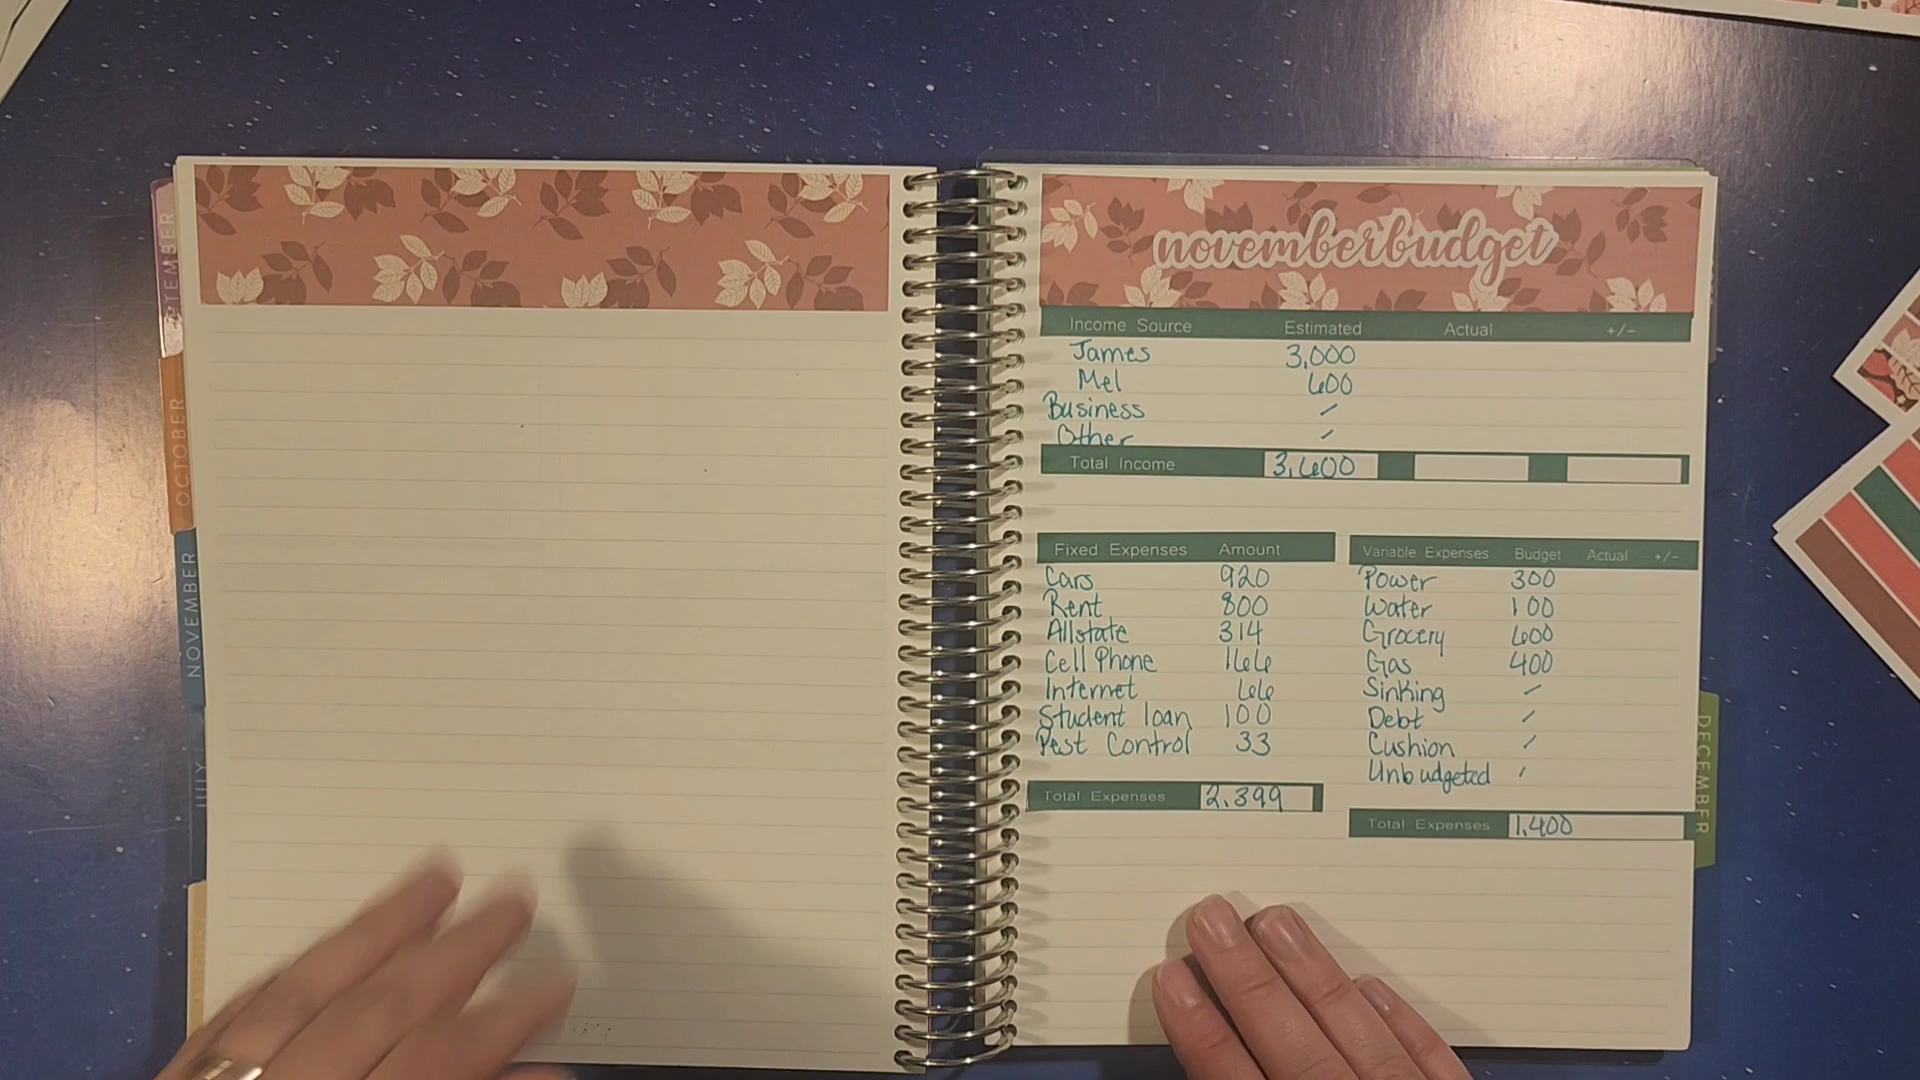 SEPTEMBER
OCTOBER
NOVEMBER
JULY
novemberbudget
Income Source Estimated Actual +/-
James 3,000
Mel 600
Business -
Other -
Total Income 3,600
Fixed Expenses Amount
Cars 920
Rent 800
Allstate 314
Cell Phone 166
Internet 66
Student loan 100
Pest Control 33
Total Expenses 2,399
Variable Expenses Budget Actual +/-
Power 300
Water 100
Grocery 600
Gas 400
Sinking -
Debt -
Cushion -
Unbudgeted -
Total Expenses 1,400
DECEMBER